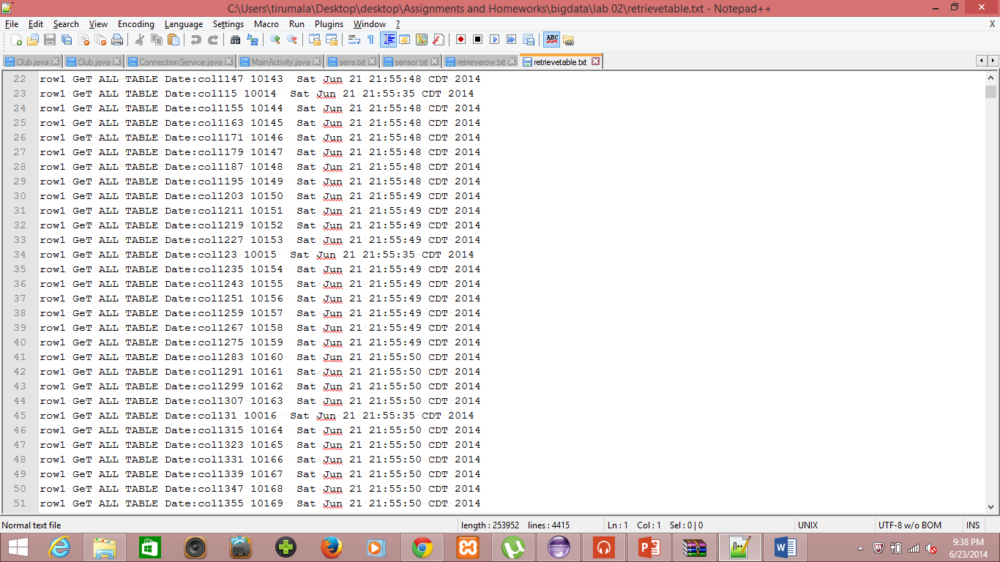 C:\Users\tirumala\Desktop\desktop\Assignments and Homeworks\bigdata\lab 02\retrievetable.txt - Notepad++
File Edit Search View Encoding Language Settings Macro Run Plugins Window ? X
Club.java Club.java ConnectionService.java MainActivity.java sens.txt sensor.txt retrieverow.txt retrievetable.txt
22 row1 GeT ALL TABLE Date:col1147 10143 Sat Jun 21 21:55:48 CDT 2014
23 row1 GeT ALL TABLE Date:col115 10014 Sat Jun 21 21:55:35 CDT 2014
24 row1 GeT ALL TABLE Date:col1155 10144 Sat Jun 21 21:55:48 CDT 2014
25 row1 GeT ALL TABLE Date:col1163 10145 Sat Jun 21 21:55:48 CDT 2014
26 row1 GeT ALL TABLE Date:col1171 10146 Sat Jun 21 21:55:48 CDT 2014
27 row1 GeT ALL TABLE Date:col1179 10147 Sat Jun 21 21:55:48 CDT 2014
28 row1 GeT ALL TABLE Date:col1187 10148 Sat Jun 21 21:55:48 CDT 2014
29 row1 GeT ALL TABLE Date:col1195 10149 Sat Jun 21 21:55:48 CDT 2014
30 row1 GeT ALL TABLE Date:col1203 10150 Sat Jun 21 21:55:49 CDT 2014
31 row1 GeT ALL TABLE Date:col1211 10151 Sat Jun 21 21:55:49 CDT 2014
32 row1 GeT ALL TABLE Date:col1219 10152 Sat Jun 21 21:55:49 CDT 2014
33 row1 GeT ALL TABLE Date:col1227 10153 Sat Jun 21 21:55:49 CDT 2014
34 row1 GeT ALL TABLE Date:col123 10015 Sat Jun 21 21:55:35 CDT 2014
35 row1 GeT ALL TABLE Date:col1235 10154 Sat Jun 21 21:55:49 CDT 2014
36 row1 GeT ALL TABLE Date:col1243 10155 Sat Jun 21 21:55:49 CDT 2014
37 row1 GeT ALL TABLE Date:col1251 10156 Sat Jun 21 21:55:49 CDT 2014
38 row1 GeT ALL TABLE Date:col1259 10157 Sat Jun 21 21:55:49 CDT 2014
39 row1 GeT ALL TABLE Date:col1267 10158 Sat Jun 21 21:55:49 CDT 2014
40 row1 GeT ALL TABLE Date:col1275 10159 Sat Jun 21 21:55:49 CDT 2014
41 row1 GeT ALL TABLE Date:col1283 10160 Sat Jun 21 21:55:50 CDT 2014
42 row1 GeT ALL TABLE Date:col1291 10161 Sat Jun 21 21:55:50 CDT 2014
43 row1 GeT ALL TABLE Date:col1299 10162 Sat Jun 21 21:55:50 CDT 2014
44 row1 GeT ALL TABLE Date:col1307 10163 Sat Jun 21 21:55:50 CDT 2014
45 row1 GeT ALL TABLE Date:col131 10016 Sat Jun 21 21:55:35 CDT 2014
46 row1 GeT ALL TABLE Date:col1315 10164 Sat Jun 21 21:55:50 CDT 2014
47 row1 GeT ALL TABLE Date:col1323 10165 Sat Jun 21 21:55:50 CDT 2014
48 row1 GeT ALL TABLE Date:col1331 10166 Sat Jun 21 21:55:50 CDT 2014
49 row1 GeT ALL TABLE Date:col1339 10167 Sat Jun 21 21:55:50 CDT 2014
50 row1 GeT ALL TABLE Date:col1347 10168 Sat Jun 21 21:55:50 CDT 2014
51 row1 GeT ALL TABLE Date:col1355 10169 Sat Jun 21 21:55:50 CDT 2014
Normal text file length : 253952 lines : 4415 Ln : 1 Col : 1 Sel : 0 | 0 UNIX UTF-8 w/o BOM INS
9:38 PM
6/23/2014